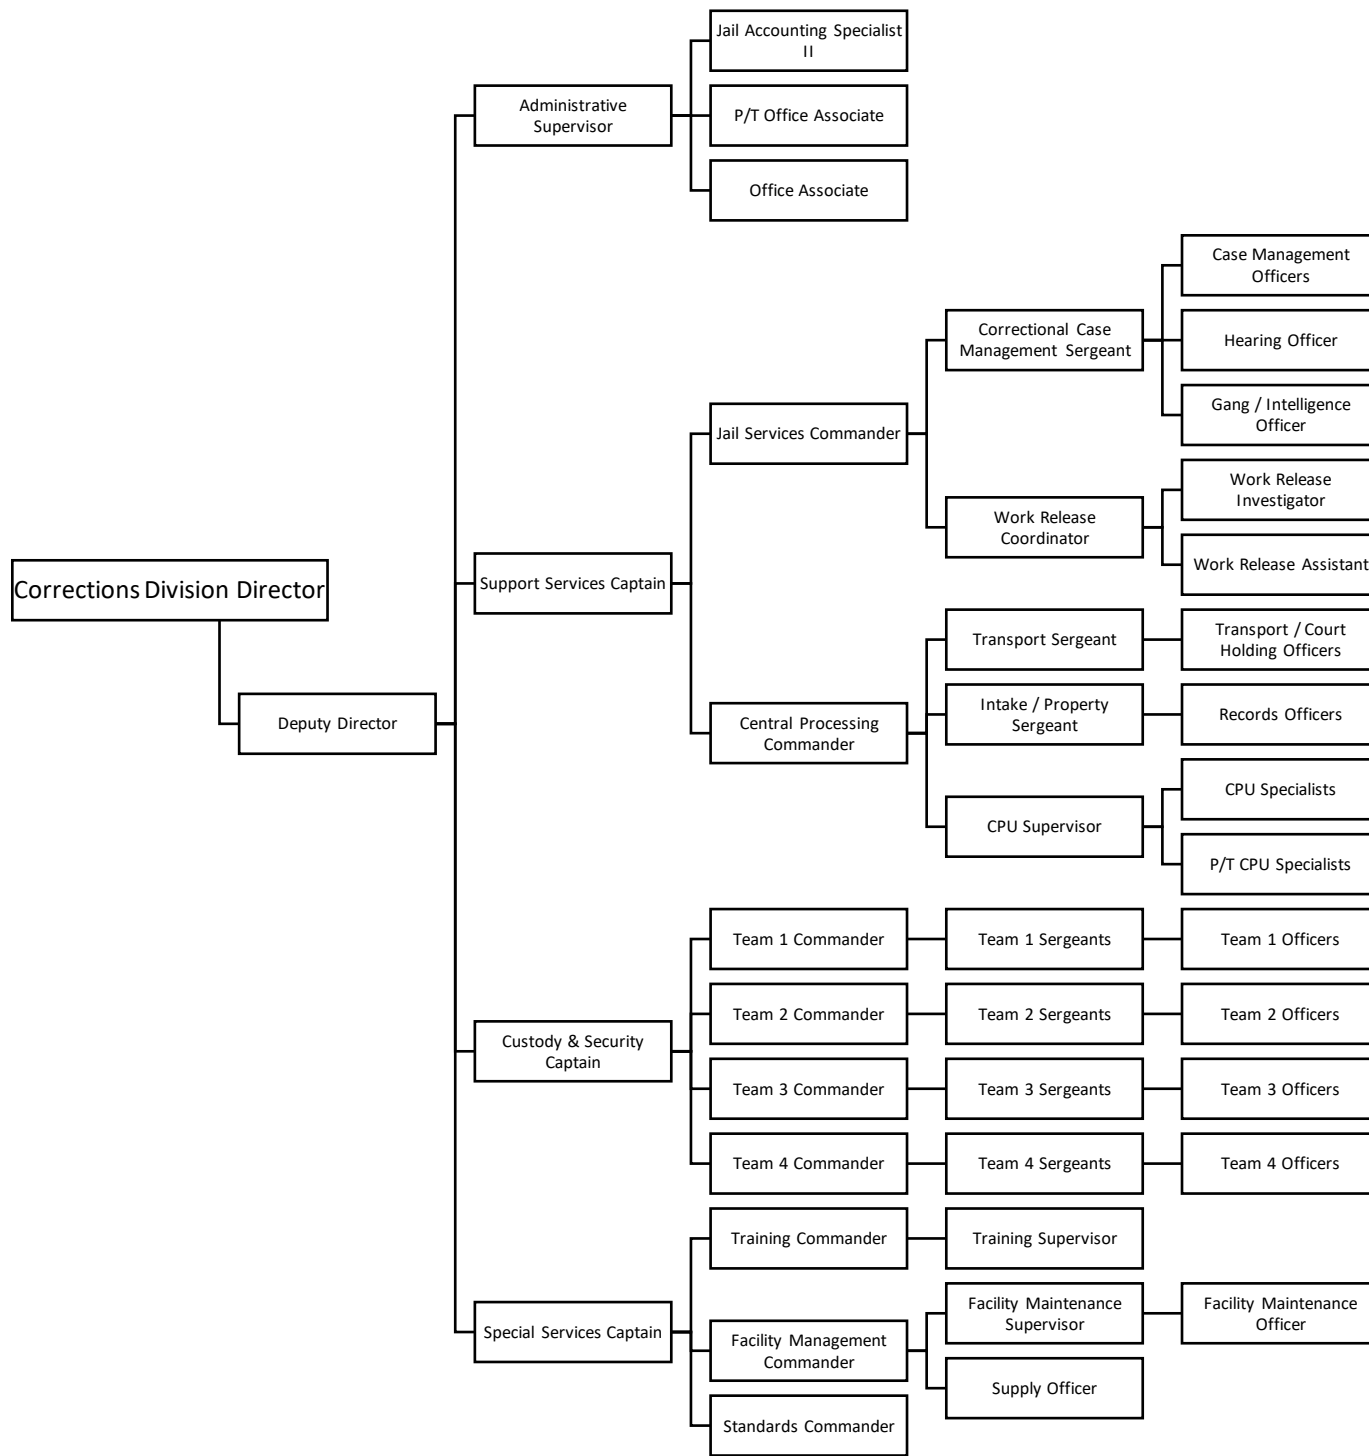 Jail Accounting Specialist
II
Administrative
Supervisor
P/T Office Associate
Office Associate
Case Management
Officers
Correctional Case
Management Sergeant
Hearing Officer
Gang / Intelligence
Officer
Jail Services Commander
Work Release
Investigator
Work Release
Coordinator
Work Release Assistant
Corrections Division Director
Support Services Captain
Transport Sergeant
Transport / Court
Holding Officers
Deputy Director
Central Processing
Commander
Intake / Property
Sergeant
Records Officers
CPU Specialists
CPU Supervisor
P/T CPU Specialists
Team 1 Commander
Team 1 Sergeants
Team 1 Officers
Team 2 Commander
Team 2 Sergeants
Team 2 Officers
Custody & Security
Captain
Team 3 Commander
Team 3 Sergeants
Team 3 Officers
Team 4 Commander
Team 4 Sergeants
Team 4 Officers
Training Commander
Training Supervisor
Special Services Captain
Facility Management
Commander
Facility Maintenance
Supervisor
Facility Maintenance
Officer
Supply Officer
Standards Commander